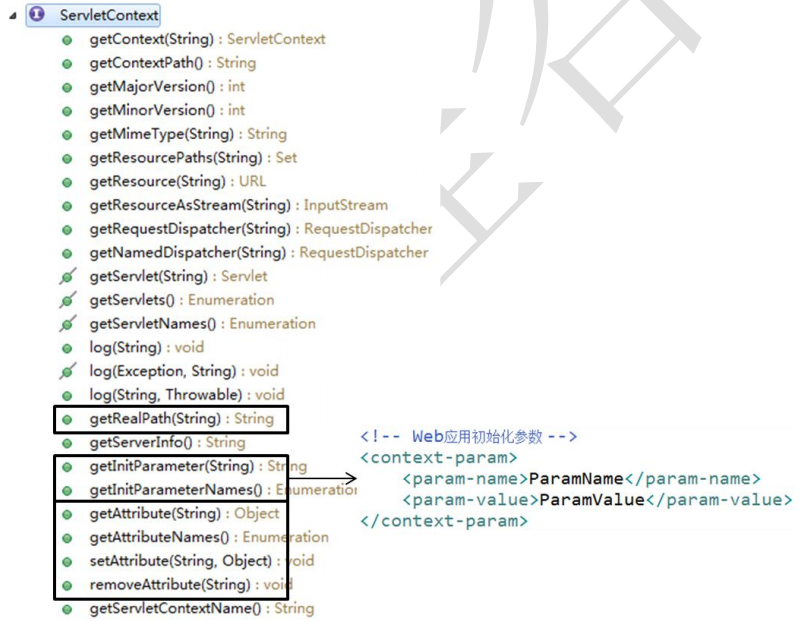 ServletContext
getContext(String) : ServletContext
getContextPath() : String
getMajorVersion() : int
getMinorVersion() : int
getMimeType(String) : String
getResourcePaths(String) : Set
getResource(String) : URL
getResourceAsStream(String) : InputStream
getRequestDispatcher(String) : RequestDispatcher
getNamedDispatcher(String) : RequestDispatcher
getServlet(String) : Servlet
getServlets() : Enumeration
getServletNames() : Enumeration
log(String) : void
log(Exception, String) : void
log(String, Throwable) : void
getRealPath(String) : String
getServerInfo() : String
getInitParameter(String) : String
getInitParameterNames() : Enumeration
getAttribute(String) : Object
getAttributeNames() : Enumeration
setAttribute(String, Object) : void
removeAttribute(String) : void
getServletContextName() : String
<!-- Web应用初始化参数 -->
<context-param>
<param-name>ParamName</param-name>
<param-value>ParamValue</param-value>
</context-param>